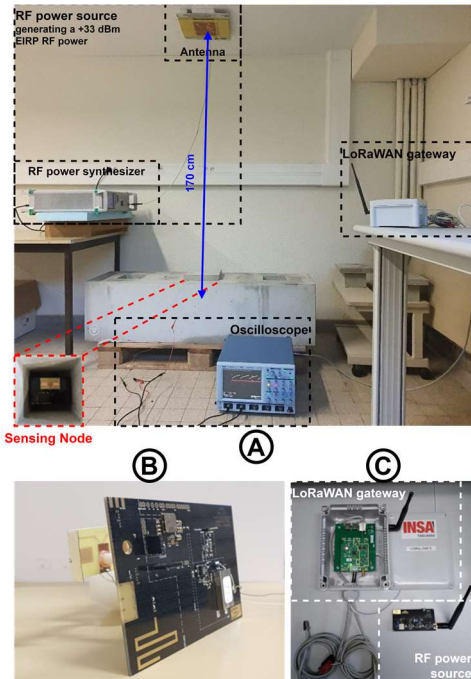 RF power source
generating a +33 dBm
EIRP RF power
Antenna
RF power synthesizer
LoRaWAN gateway
170 cm
Oscilloscope
Sensing Node
A
B
C
LoRaWAN gateway
INSA
RF power
source